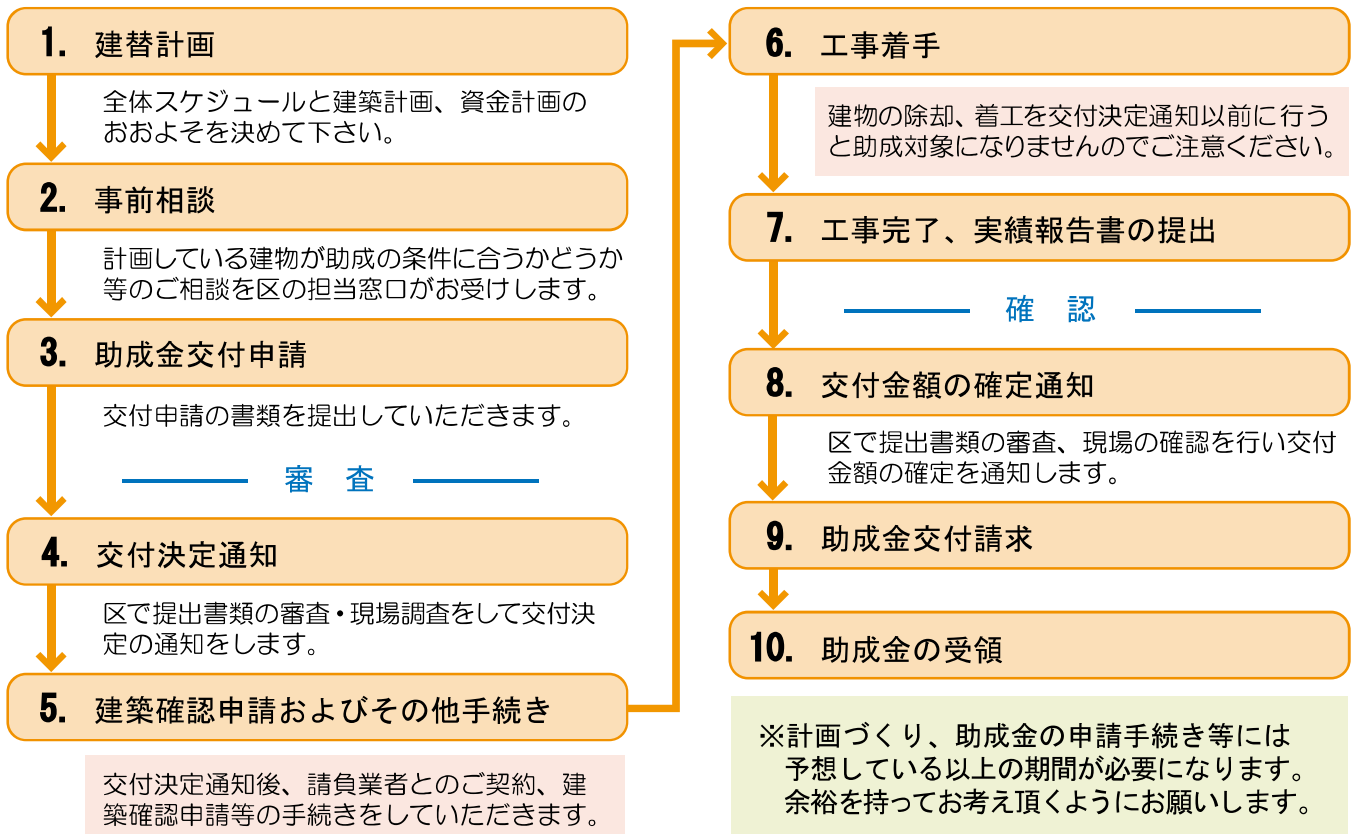 1. 建替計画
全体スケジュールと建築計画、資金計画の
おおよそを決めて下さい。
2. 事前相談
計画している建物が助成の条件に合うかどうか
等のご相談を区の担当窓口がお受けします。
3. 助成金交付申請
交付申請の書類を提出していただきます。
審 査
4. 交付決定通知
区で提出書類の審査・現場調査をして交付決
定の通知をします。
5. 建築確認申請およびその他手続き
交付決定通知後、請負業者とのご契約、建
築確認申請等の手続きをしていただきます。
6. 工事着手
建物の除却、着工を交付決定通知以前に行う
と助成対象になりませんのでご注意ください。
7. 工事完了、実績報告書の提出
確 認
8. 交付金額の確定通知
区で提出書類の審査、現場の確認を行い交付
金額の確定を通知します。
9. 助成金交付請求
10. 助成金の受領
※計画づくり、助成金の申請手続き等には
予想している以上の期間が必要になります。
余裕を持ってお考え頂くようにお願いします。